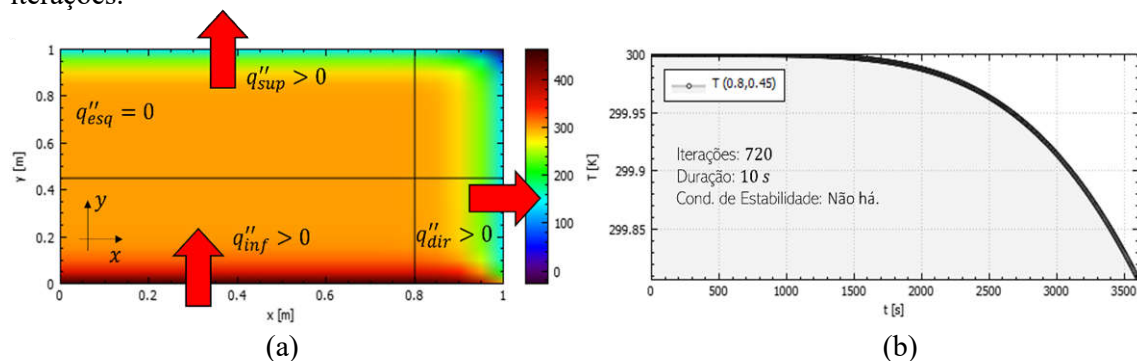 iterações.
1
0.8
0.6
0.4
0.2
0
y [m]
0
0.2
0.4
0.6
0.8
1
x [m]
q''sup > 0
q''esq = 0
q''inf > 0
q''dir > 0
y
x
400
300
200
100
0
T [K]
(a)
300
299.95
299.9
299.85
T (0.8,0.45)
Iterações: 720
Duração: 10 s
Cond. de Estabilidade: Não há.
0
500
1000
1500
2000
2500
3000
3500
t [s]
(b)